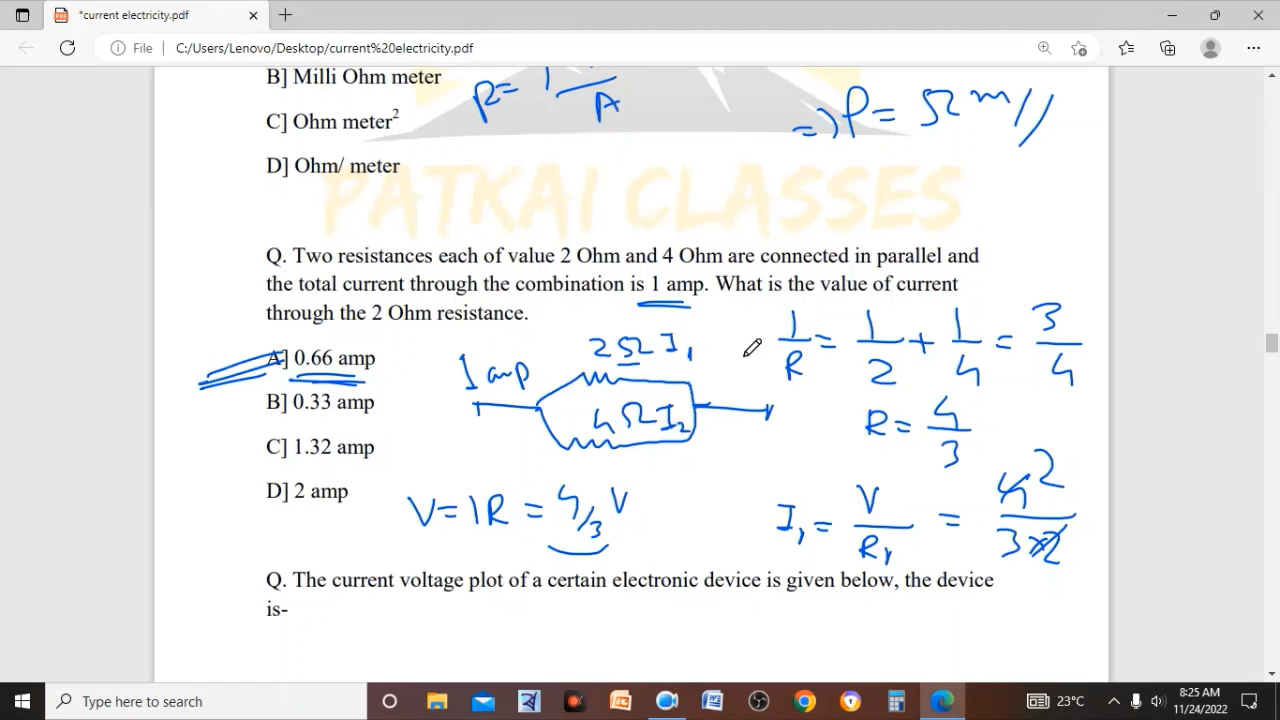 *current electricity.pdf
File | C:/Users/Lenovo/Desktop/current%20electricity.pdf
B] Milli Ohm meter
R= l/A
=> ρ= Ωm//
C] Ohm meter²
D] Ohm/ meter
PATKAI CLASSES
Q. Two resistances each of value 2 Ohm and 4 Ohm are connected in parallel and
the total current through the combination is 1 amp. What is the value of current
through the 2 Ohm resistance.
A] 0.66 amp
B] 0.33 amp
C] 1.32 amp
D] 2 amp
1 amp
2Ω I₁
4Ω I₂
1/R = 1/2 + 1/4 = 3/4
R= 4/3
V=IR = 4/3 V
I₁ = V/R₁ = 4 2/3×2
Q. The current voltage plot of a certain electronic device is given below, the device
is-
Type here to search
23°C
8:25 AM
11/24/2022